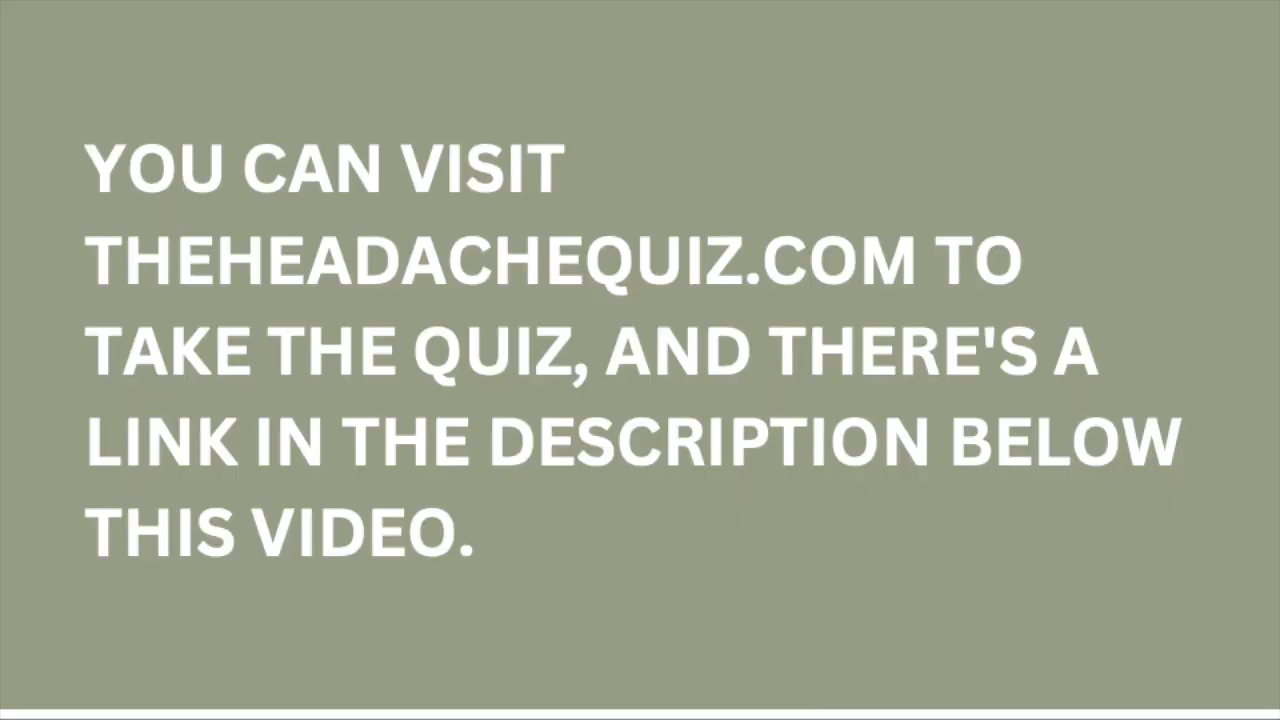 YOU CAN VISIT
THEHEADACHEQUIZ.COM TO
TAKE THE QUIZ, AND THERE'S A
LINK IN THE DESCRIPTION BELOW
THIS VIDEO.